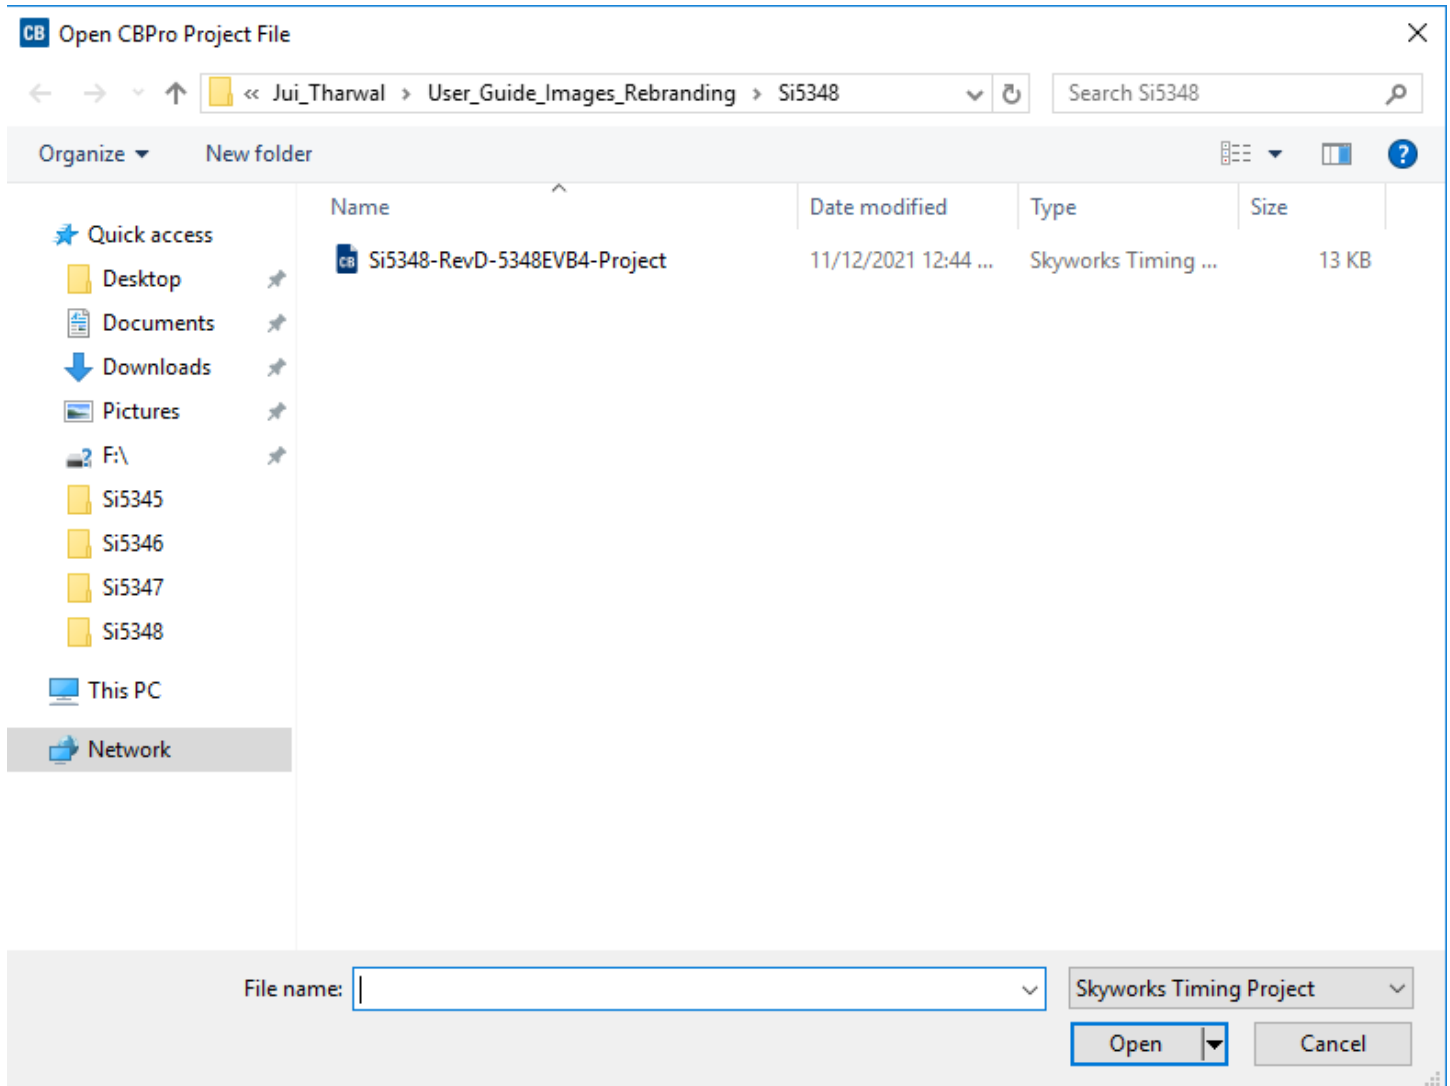 CB Open CBPro Project File
« Jui_Tharwal > User_Guide_Images_Rebranding > Si5348 Search Si5348
Organize New folder ?
Name Date modified Type Size
Quick access
CB Si5348-RevD-5348EVB4-Project 11/12/2021 12:44 ... Skyworks Timing ... 13 KB
Desktop
Documents
Downloads
Pictures
F:\
Si5345
Si5346
Si5347
Si5348
This PC
Network
File name: Skyworks Timing Project
Open Cancel